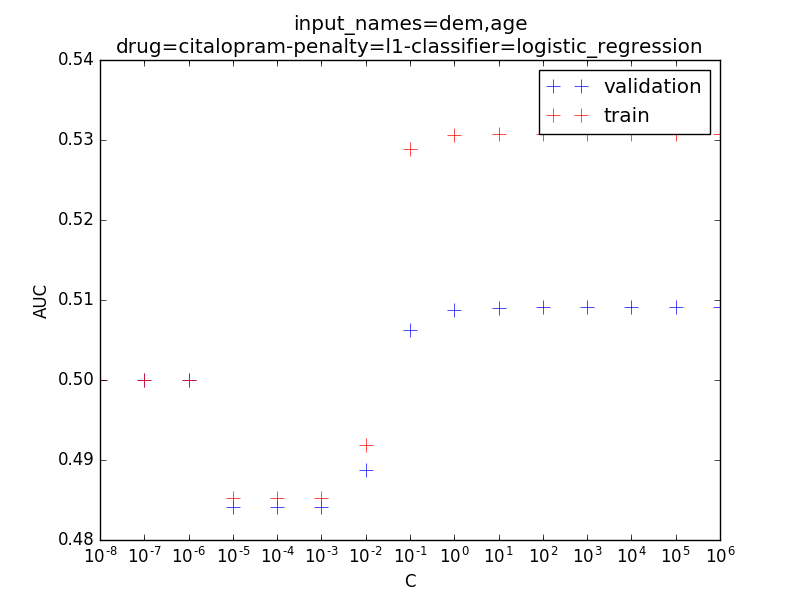 input_names=dem,age
drug=citalopram-penalty=l1-classifier=logistic_regression
validation
train
AUC
0.54
0.53
0.52
0.51
0.50
0.49
0.48
10^-8 10^-7 10^-6 10^-5 10^-4 10^-3 10^-2 10^-1 10^0 10^1 10^2 10^3 10^4 10^5 10^6
C